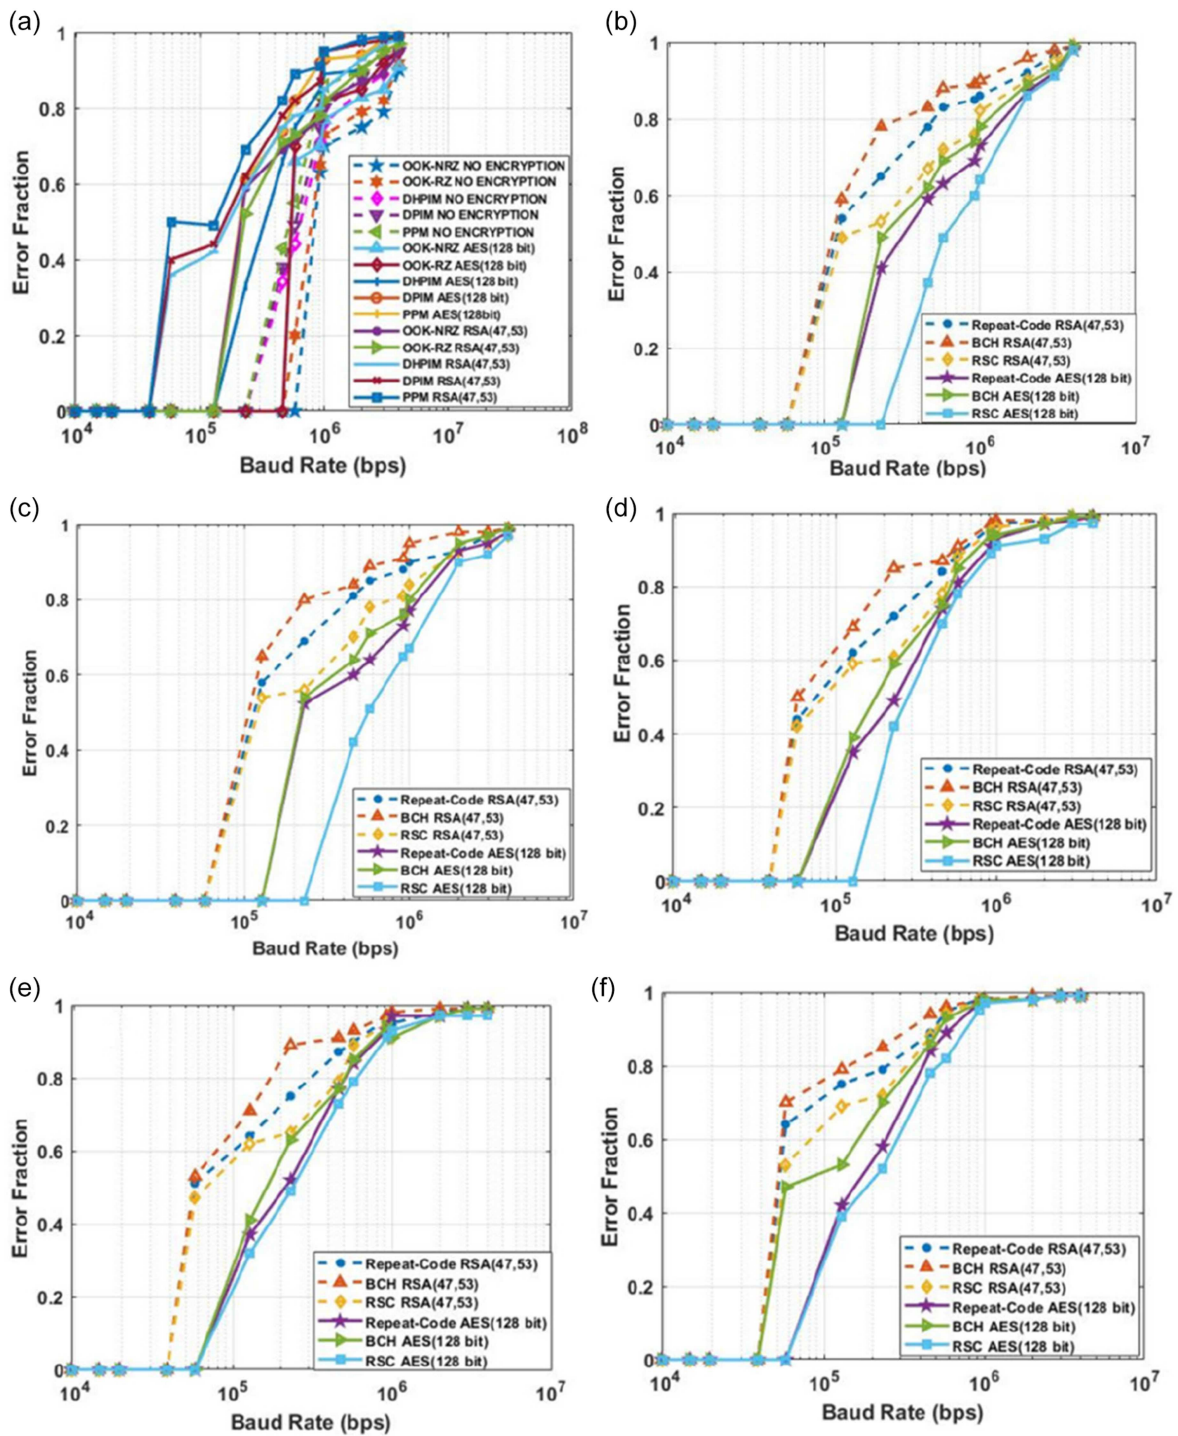 (a)
1
0.8
0.6
0.4
0.2
0
Error Fraction
10^4
10^5
10^6
10^7
10^8
Baud Rate (bps)
OOK-NRZ NO ENCRYPTION
OOK-RZ NO ENCRYPTION
DHPIM NO ENCRYPTION
DPIM NO ENCRYPTION
PPM NO ENCRYPTION
OOK-NRZ AES(128 bit)
OOK-RZ AES(128 bit)
DHPIM AES(128 bit)
DPIM AES(128 bit)
PPM AES(128bit)
OOK-NRZ RSA(47,53)
OOK-RZ RSA(47,53)
DHPIM RSA(47,53)
DPIM RSA(47,53)
PPM RSA(47,53)
(b)
1
0.8
0.6
0.4
0.2
0
Error Fraction
10^4
10^5
10^6
10^7
Baud Rate (bps)
Repeat-Code RSA(47,53)
BCH RSA(47,53)
RSC RSA(47,53)
Repeat-Code AES(128 bit)
BCH AES(128 bit)
RSC AES(128 bit)
(c)
1
0.8
0.6
0.4
0.2
0
Error Fraction
10^4
10^5
10^6
10^7
Baud Rate (bps)
Repeat-Code RSA(47,53)
BCH RSA(47,53)
RSC RSA(47,53)
Repeat-Code AES(128 bit)
BCH AES(128 bit)
RSC AES(128 bit)
(d)
1
0.8
0.6
0.4
0.2
0
Error Fraction
10^4
10^5
10^6
10^7
Baud Rate (bps)
Repeat-Code RSA(47,53)
BCH RSA(47,53)
RSC RSA(47,53)
Repeat-Code AES(128 bit)
BCH AES(128 bit)
RSC AES(128 bit)
(e)
1
0.8
0.6
0.4
0.2
0
Error Fraction
10^4
10^5
10^6
10^7
Baud Rate (bps)
Repeat-Code RSA(47,53)
BCH RSA(47,53)
RSC RSA(47,53)
Repeat-Code AES(128 bit)
BCH AES(128 bit)
RSC AES(128 bit)
(f)
1
0.8
0.6
0.4
0.2
0
Error Fraction
10^4
10^5
10^6
10^7
Baud Rate (bps)
Repeat-Code RSA(47,53)
BCH RSA(47,53)
RSC RSA(47,53)
Repeat-Code AES(128 bit)
BCH AES(128 bit)
RSC AES(128 bit)